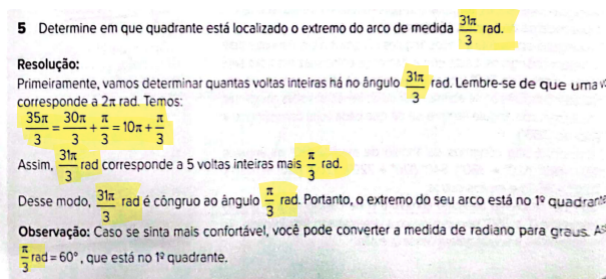 5 Determine em que quadrante está localizado o extremo do arco de medida 31π/3 rad.
Resolução:
Primeiramente, vamos determinar quantas voltas inteiras há no ângulo 31π/3 rad. Lembre-se de que uma
corresponde a 2π rad. Temos:
35π/3 = 30π/3 + π/3 = 10π + π/3
Assim, 31π/3 rad corresponde a 5 voltas inteiras mais π/3 rad.
Desse modo, 31π/3 rad é côngruo ao ângulo π/3 rad. Portanto, o extremo do seu arco está no 1º quadrante
Observação: Caso se sinta mais confortável, você pode converter a medida de radiano para graus.
π/3 rad = 60°, que está no 1º quadrante.